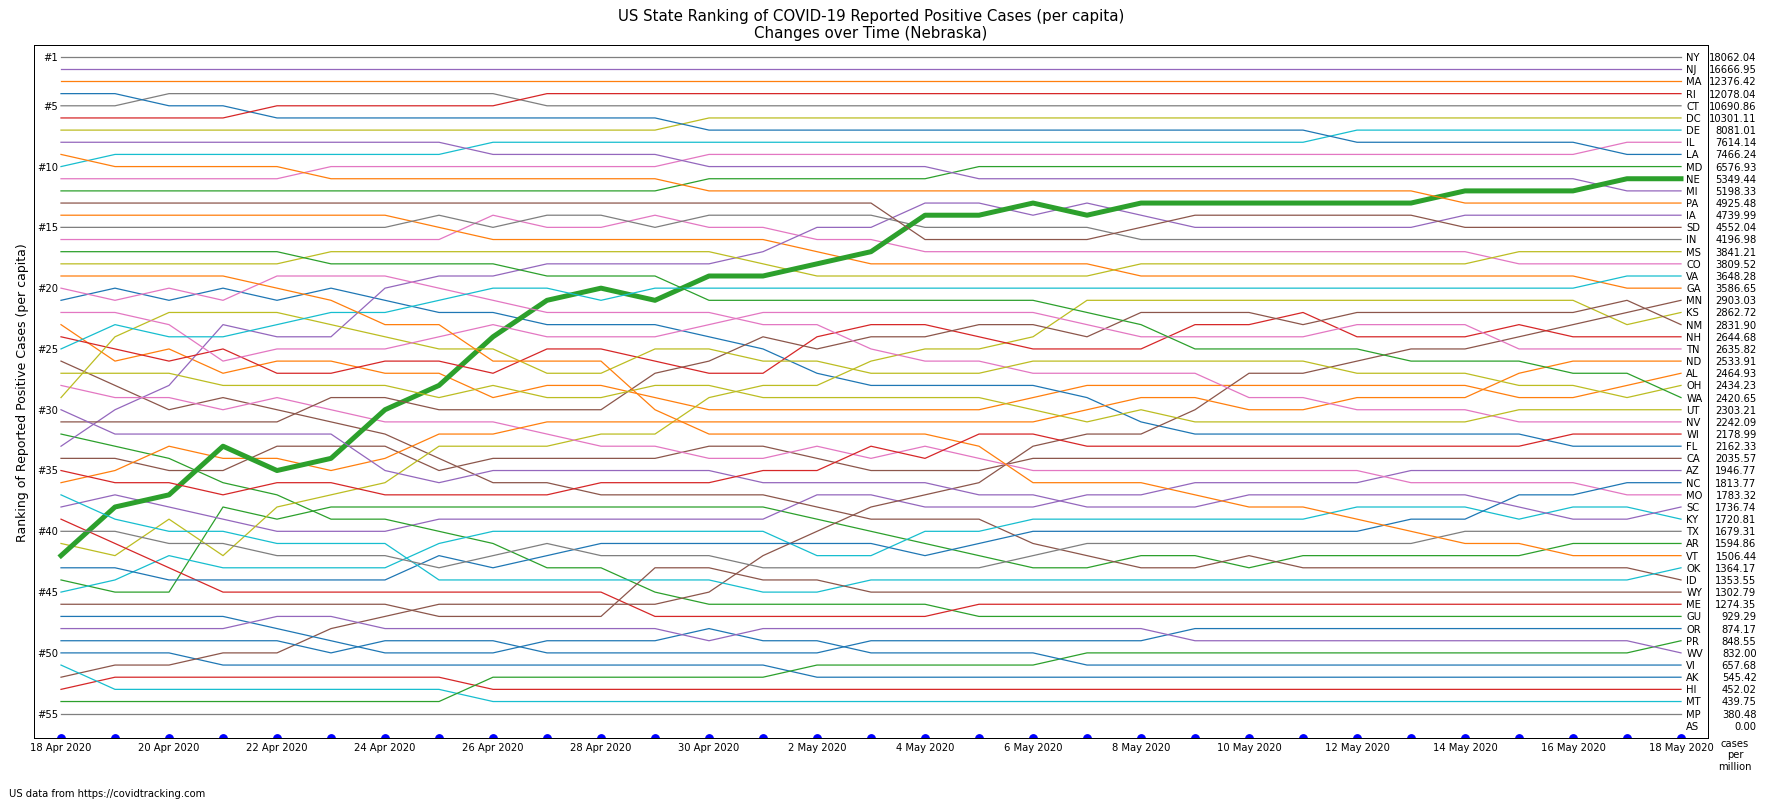 US State Ranking of COVID-19 Reported Positive Cases (per capita)
Changes over Time (Nebraska)
Ranking of Reported Positive Cases (per capita)
#1
#5
#10
#15
#20
#25
#30
#35
#40
#45
#50
#55
NY 18062.04
NJ 16666.95
MA 12376.42
RI 12078.04
CT 10690.86
DC 10301.11
DE 8081.01
IL 7614.14
LA 7466.24
MD 6576.93
NE 5349.44
MI 5198.33
PA 4925.48
IA 4739.99
SD 4552.04
IN 4196.98
MS 3841.21
CO 3809.52
VA 3648.28
GA 3586.65
MN 2903.03
KS 2862.72
NM 2831.90
NH 2644.68
TN 2635.82
ND 2533.91
AL 2464.93
OH 2434.23
WA 2420.65
UT 2303.21
NV 2242.09
WI 2178.99
FL 2162.33
CA 2035.57
AZ 1946.77
NC 1813.77
MO 1783.32
SC 1736.74
KY 1720.81
TX 1679.31
AR 1594.86
VT 1506.44
OK 1364.17
ID 1353.55
WY 1302.79
ME 1274.35
GU 929.29
OR 874.17
PR 848.55
WV 832.00
VI 657.68
AK 545.42
HI 452.02
MT 439.75
MP 380.48
AS 0.00
18 Apr 2020 20 Apr 2020 22 Apr 2020 24 Apr 2020 26 Apr 2020 28 Apr 2020 30 Apr 2020 2 May 2020 4 May 2020 6 May 2020 8 May 2020 10 May 2020 12 May 2020 14 May 2020 16 May 2020 18 May 2020
cases
per
million
US data from https://covidtracking.com